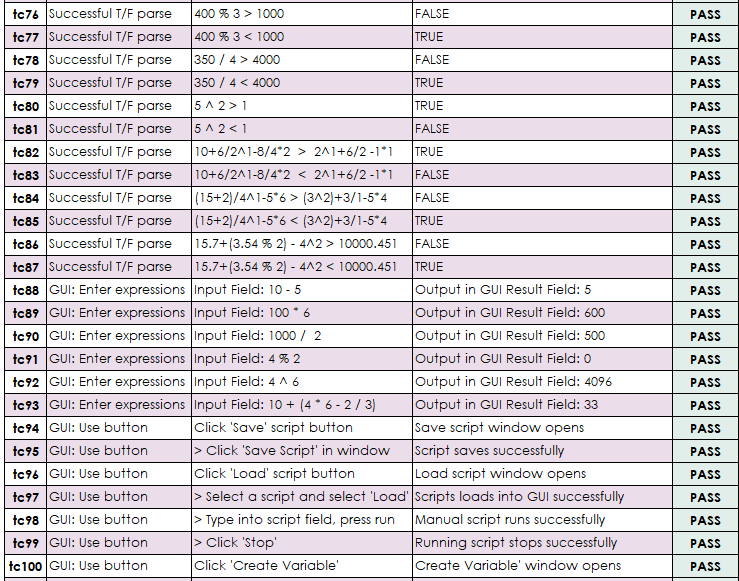 tc76 Successful T/F parse 400 % 3 > 1000 FALSE PASS
tc77 Successful T/F parse 400 % 3 < 1000 TRUE PASS
tc78 Successful T/F parse 350 / 4 > 4000 FALSE PASS
tc79 Successful T/F parse 350 / 4 < 4000 TRUE PASS
tc80 Successful T/F parse 5 ^ 2 > 1 TRUE PASS
tc81 Successful T/F parse 5 ^ 2 < 1 FALSE PASS
tc82 Successful T/F parse 10+6/2^1-8/4*2 > 2^1+6/2 -1*1 TRUE PASS
tc83 Successful T/F parse 10+6/2^1-8/4*2 < 2^1+6/2 -1*1 FALSE PASS
tc84 Successful T/F parse (15+2)/4^1-5*6 > (3^2)+3/1-5*4 FALSE PASS
tc85 Successful T/F parse (15+2)/4^1-5*6 < (3^2)+3/1-5*4 TRUE PASS
tc86 Successful T/F parse 15.7+(3.54 % 2) - 4^2 > 10000.451 FALSE PASS
tc87 Successful T/F parse 15.7+(3.54 % 2) - 4^2 < 10000.451 TRUE PASS
tc88 GUI: Enter expressions Input Field: 10 - 5 Output in GUI Result Field: 5 PASS
tc89 GUI: Enter expressions Input Field: 100 * 6 Output in GUI Result Field: 600 PASS
tc90 GUI: Enter expressions Input Field: 1000 / 2 Output in GUI Result Field: 500 PASS
tc91 GUI: Enter expressions Input Field: 4 % 2 Output in GUI Result Field: 0 PASS
tc92 GUI: Enter expressions Input Field: 4 ^ 6 Output in GUI Result Field: 4096 PASS
tc93 GUI: Enter expressions Input Field: 10 + (4 * 6 - 2 / 3) Output in GUI Result Field: 33 PASS
tc94 GUI: Use button Click 'Save' script button Save script window opens PASS
tc95 GUI: Use button > Click 'Save Script' in window Script saves successfully PASS
tc96 GUI: Use button Click 'Load' script button Load script window opens PASS
tc97 GUI: Use button > Select a script and select 'Load' Scripts loads into GUI successfully PASS
tc98 GUI: Use button > Type into script field, press run Manual script runs successfully PASS
tc99 GUI: Use button > Click 'Stop' Running script stops successfully PASS
tc100 GUI: Use button Click 'Create Variable' Create Variable' window opens PASS